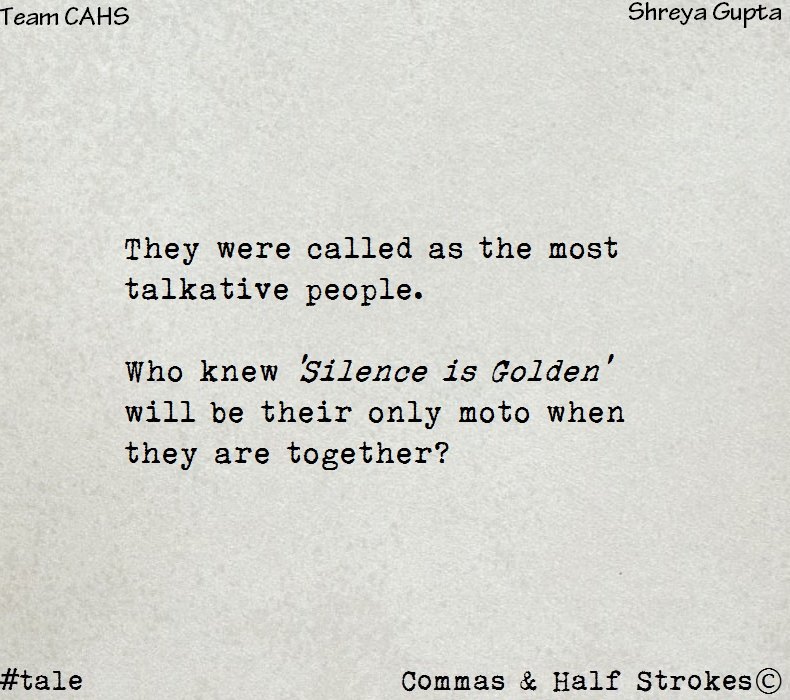 Team CAHS
Shreya Gupta
They were called as the most
talkative people.
Who knew 'Silence is Golden'
will be their only moto when
they are together?
#tale
Commas & Half Strokes©